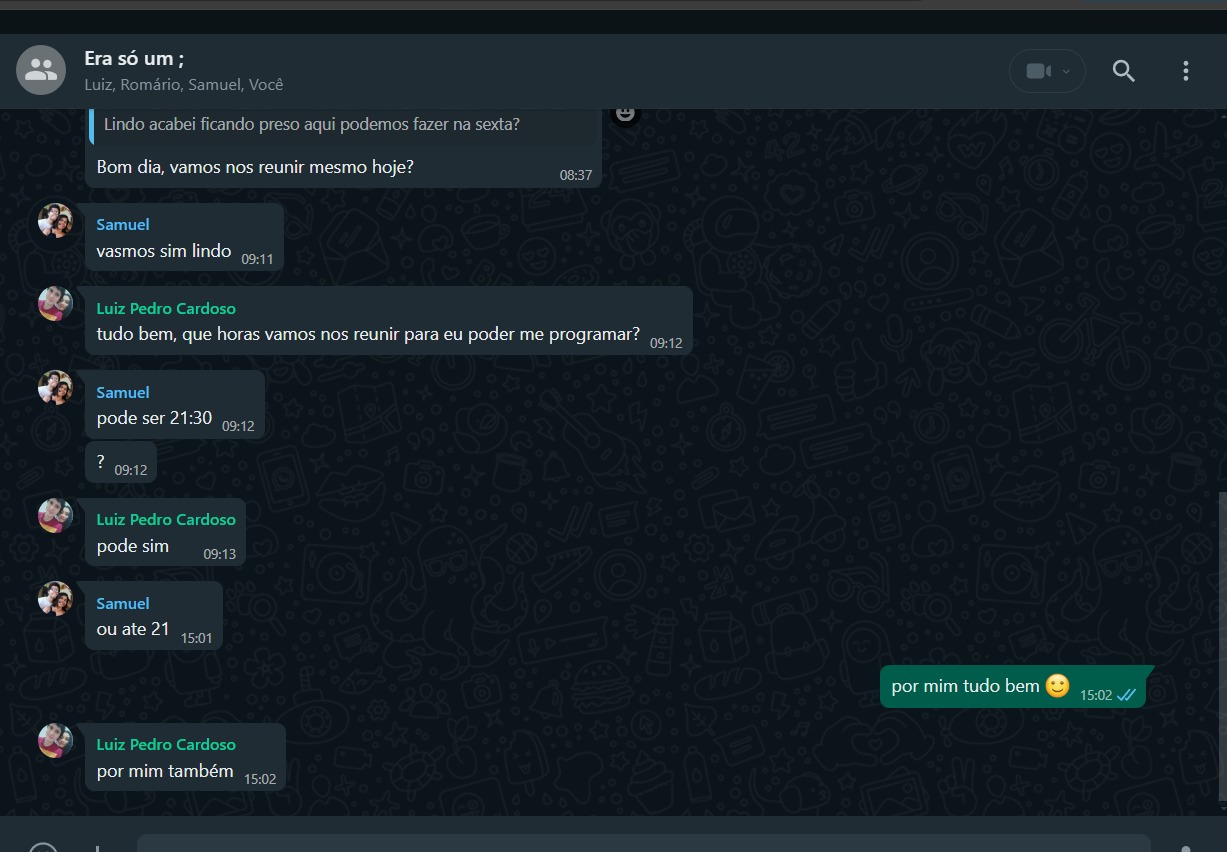 Era só um ;
Luiz, Romário, Samuel, Você
Lindo acabei ficando preso aqui podemos fazer na sexta?
Bom dia, vamos nos reunir mesmo hoje?
08:37
Samuel
vasmos sim lindo 09:11
Luiz Pedro Cardoso
tudo bem, que horas vamos nos reunir para eu poder me programar? 09:12
Samuel
pode ser 21:30 09:12
? 09:12
Luiz Pedro Cardoso
pode sim 09:13
Samuel
ou ate 21 15:01
por mim tudo bem 🙂 15:02
Luiz Pedro Cardoso
por mim também 15:02